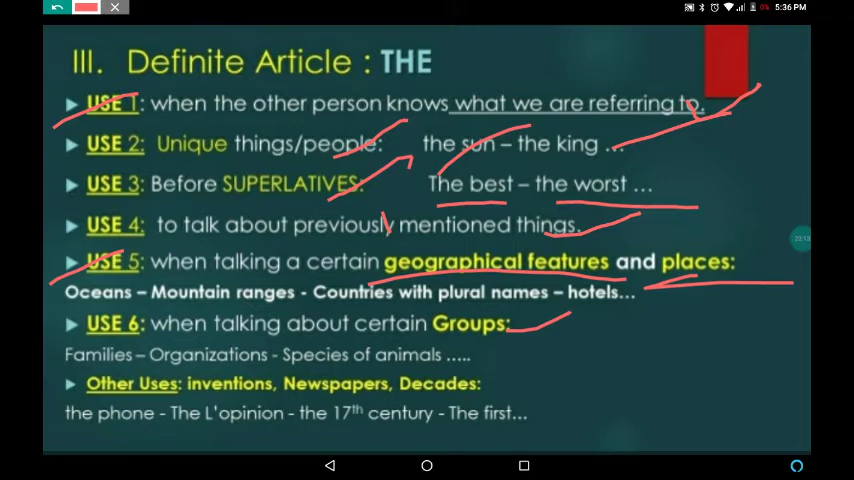 0% 5:36 PM
III. Definite Article : THE
USE 1: when the other person knows what we are referring to.
USE 2: Unique things/people: the sun – the king ...
USE 3: Before SUPERLATIVES: The best – the worst ...
USE 4: to talk about previously mentioned things.
USE 5: when talking a certain geographical features and places:
Oceans – Mountain ranges - Countries with plural names – hotels...
USE 6: when talking about certain Groups:
Families – Organizations - Species of animals .....
Other Uses: inventions, Newspapers, Decades:
the phone - The L'opinion - the 17th century - The first...